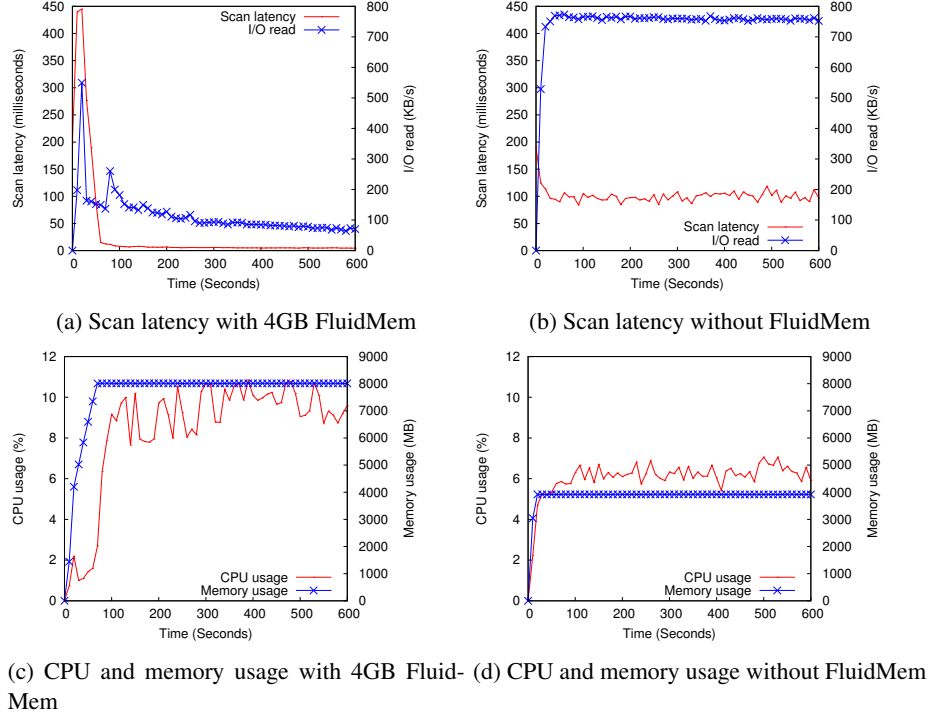 450
400
350
300
250
200
150
100
50
0
Scan latency (milliseconds)
800
700
600
500
400
300
200
100
0
I/O read (KB/s)
Scan latency
I/O read
0 100 200 300 400 500 600
Time (Seconds)
(a) Scan latency with 4GB FluidMem
450
400
350
300
250
200
150
100
50
0
Scan latency (milliseconds)
800
700
600
500
400
300
200
100
0
I/O read (KB/s)
Scan latency
I/O read
0 100 200 300 400 500 600
Time (Seconds)
(b) Scan latency without FluidMem
12
10
8
6
4
2
0
CPU usage (%)
9000
8000
7000
6000
5000
4000
3000
2000
1000
0
Memory usage (MB)
CPU usage
Memory usage
0 100 200 300 400 500 600
Time (Seconds)
(c) CPU and memory usage with 4GB Fluid-
Mem
12
10
8
6
4
2
0
CPU usage (%)
9000
8000
7000
6000
5000
4000
3000
2000
1000
0
Memory usage (MB)
CPU usage
Memory usage
0 100 200 300 400 500 600
Time (Seconds)
(d) CPU and memory usage without FluidMem